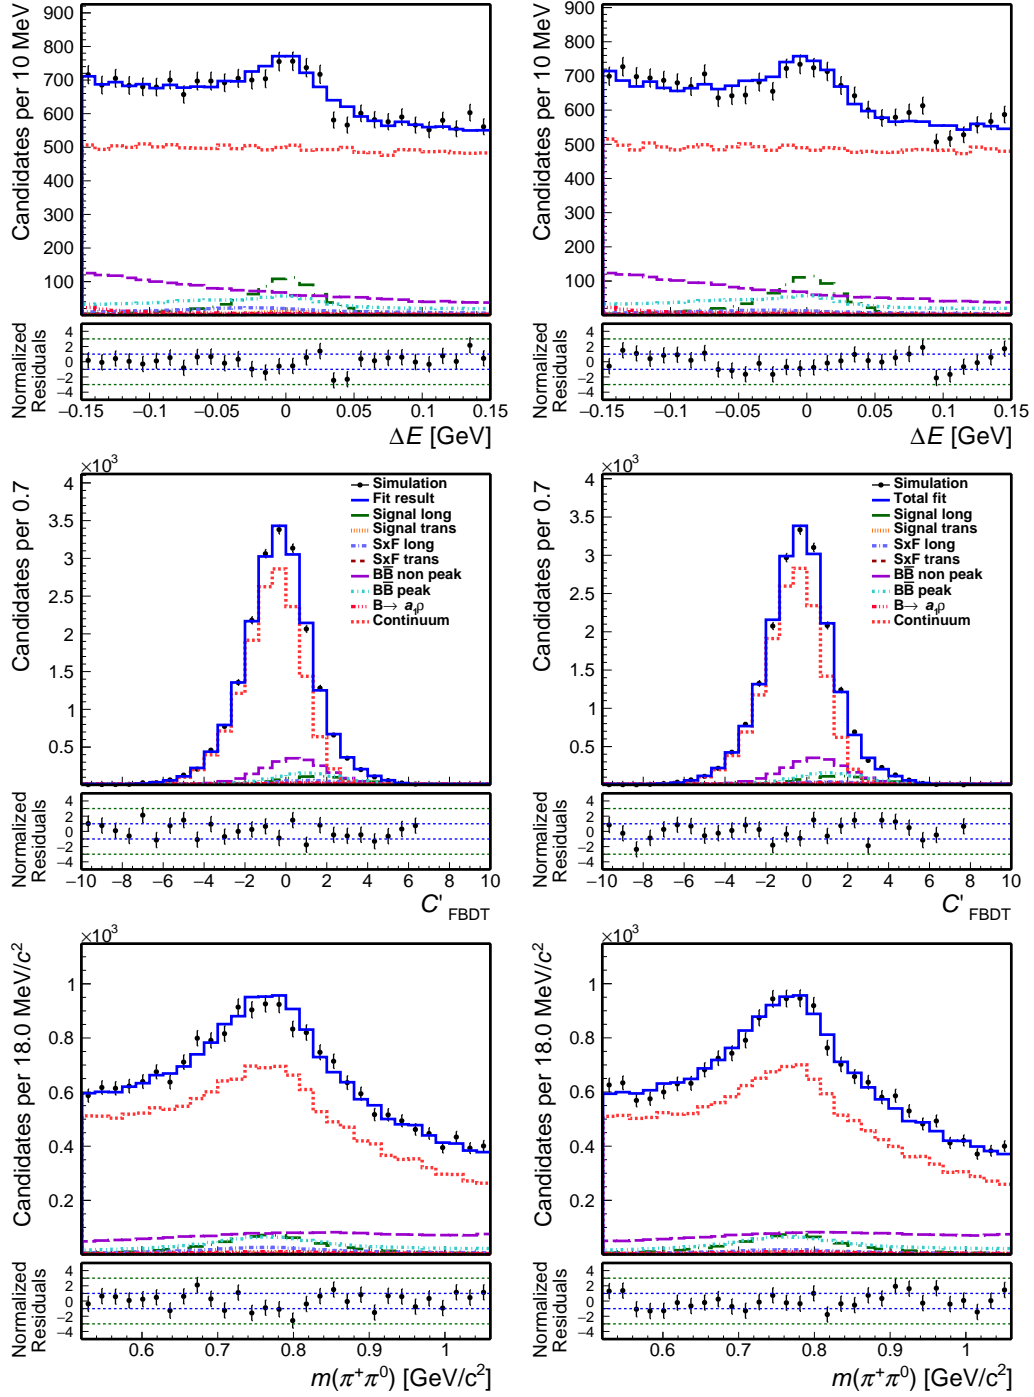 Candidates per 10 MeV
900
800
700
600
500
400
300
200
100
Normalized
Residuals
4
2
0
−2
−4
−0.15 −0.1 −0.05 0 0.05 0.1 0.15
ΔE [GeV]
Candidates per 10 MeV
900
800
700
600
500
400
300
200
100
Normalized
Residuals
4
2
0
−2
−4
−0.15 −0.1 −0.05 0 0.05 0.1 0.15
ΔE [GeV]
×10³
Candidates per 0.7
4
3.5
3
2.5
2
1.5
1
0.5
Simulation
Fit result
Signal long
Signal trans
SxF long
SxF trans
BB̅ non peak
BB̅ peak
B→ a₁ρ
Continuum
Normalized
Residuals
4
2
0
−2
−4
−10 −8 −6 −4 −2 0 2 4 6 8 10
C'FBDT
×10³
Candidates per 0.7
4
3.5
3
2.5
2
1.5
1
0.5
Simulation
Total fit
Signal long
Signal trans
SxF long
SxF trans
BB̅ non peak
BB̅ peak
B→ a₁ρ
Continuum
Normalized
Residuals
4
2
0
−2
−4
−10 −8 −6 −4 −2 0 2 4 6 8 10
C'FBDT
×10³
Candidates per 18.0 MeV/c²
1
0.8
0.6
0.4
0.2
Normalized
Residuals
4
2
0
−2
−4
0.6 0.7 0.8 0.9 1
m(π⁺π⁰) [GeV/c²]
×10³
Candidates per 18.0 MeV/c²
1
0.8
0.6
0.4
0.2
Normalized
Residuals
4
2
0
−2
−4
0.6 0.7 0.8 0.9 1
m(π⁺π⁰) [GeV/c²]